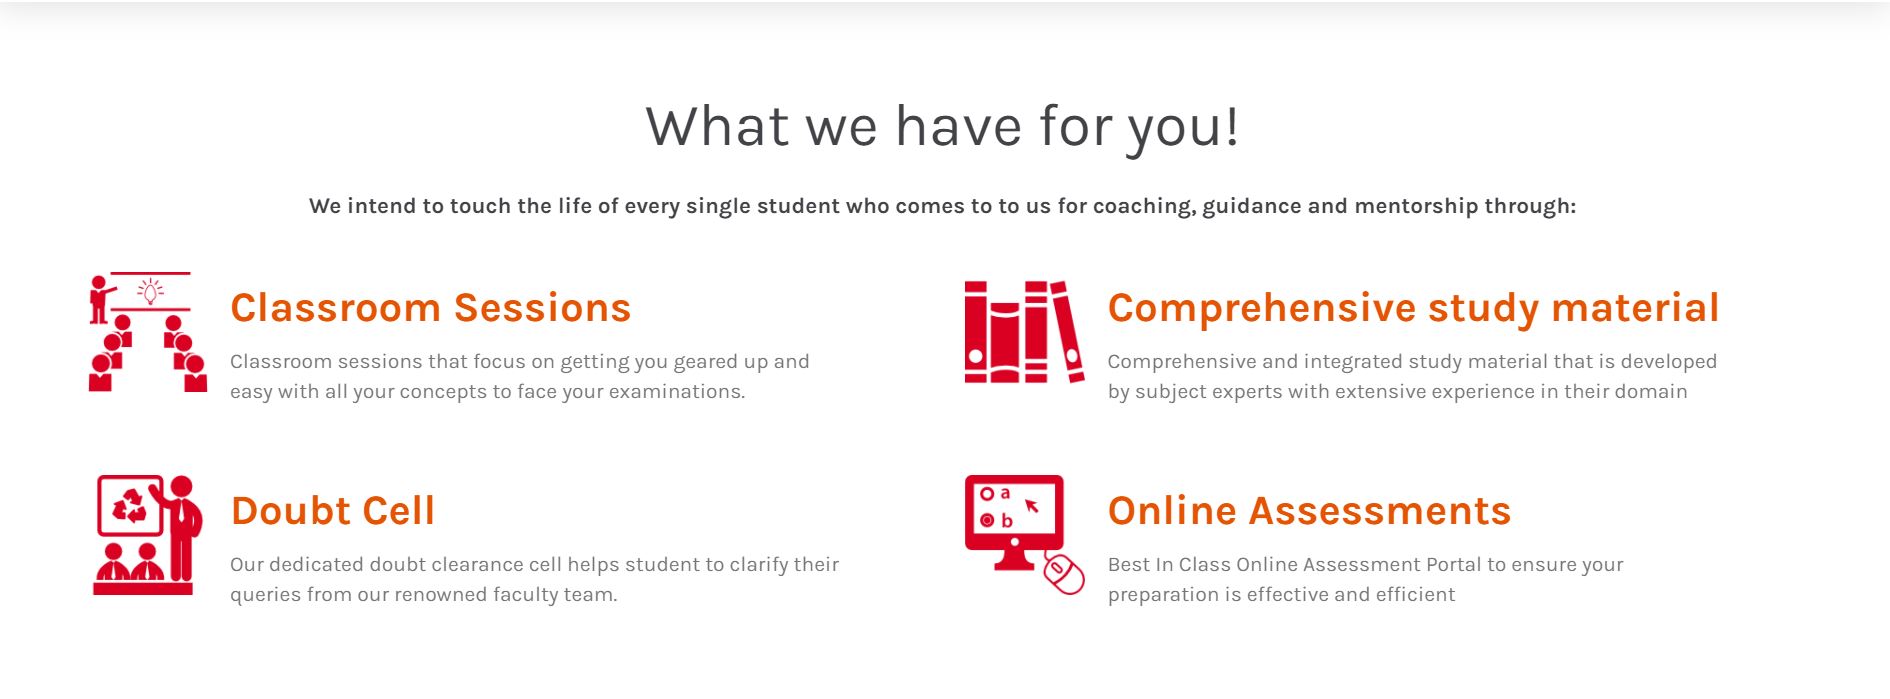 What we have for you!
We intend to touch the life of every single student who comes to to us for coaching, guidance and mentorship through:
Classroom Sessions
Classroom sessions that focus on getting you geared up and
easy with all your concepts to face your examinations.
Comprehensive study material
Comprehensive and integrated study material that is developed
by subject experts with extensive experience in their domain
Doubt Cell
Our dedicated doubt clearance cell helps student to clarify their
queries from our renowned faculty team.
a
b
Online Assessments
Best In Class Online Assessment Portal to ensure your
preparation is effective and efficient